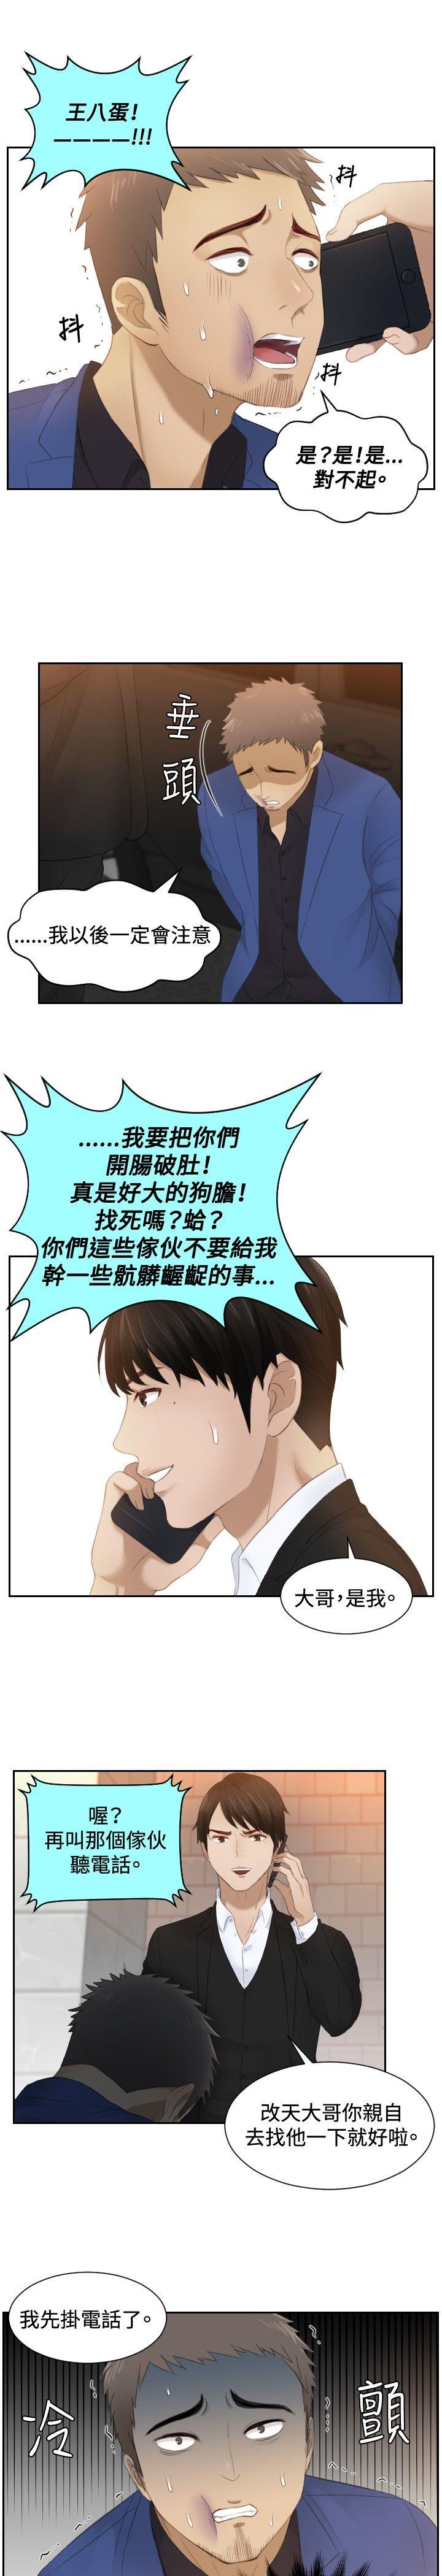 王八蛋!
————!!!
抖
抖
抖
是?是!是...
對不起。
垂
頭
......我以後一定會注意
......我要把你們
開腸破肚!
真是好大的狗膽!
找死嗎?蛤?
你們這些傢伙不要給我
幹一些骯髒齷齪的事...
大哥,是我。
喔?
再叫那個傢伙
聽電話。
改天大哥你親自
去找他一下就好啦。
我先掛電話了。
冷
顫